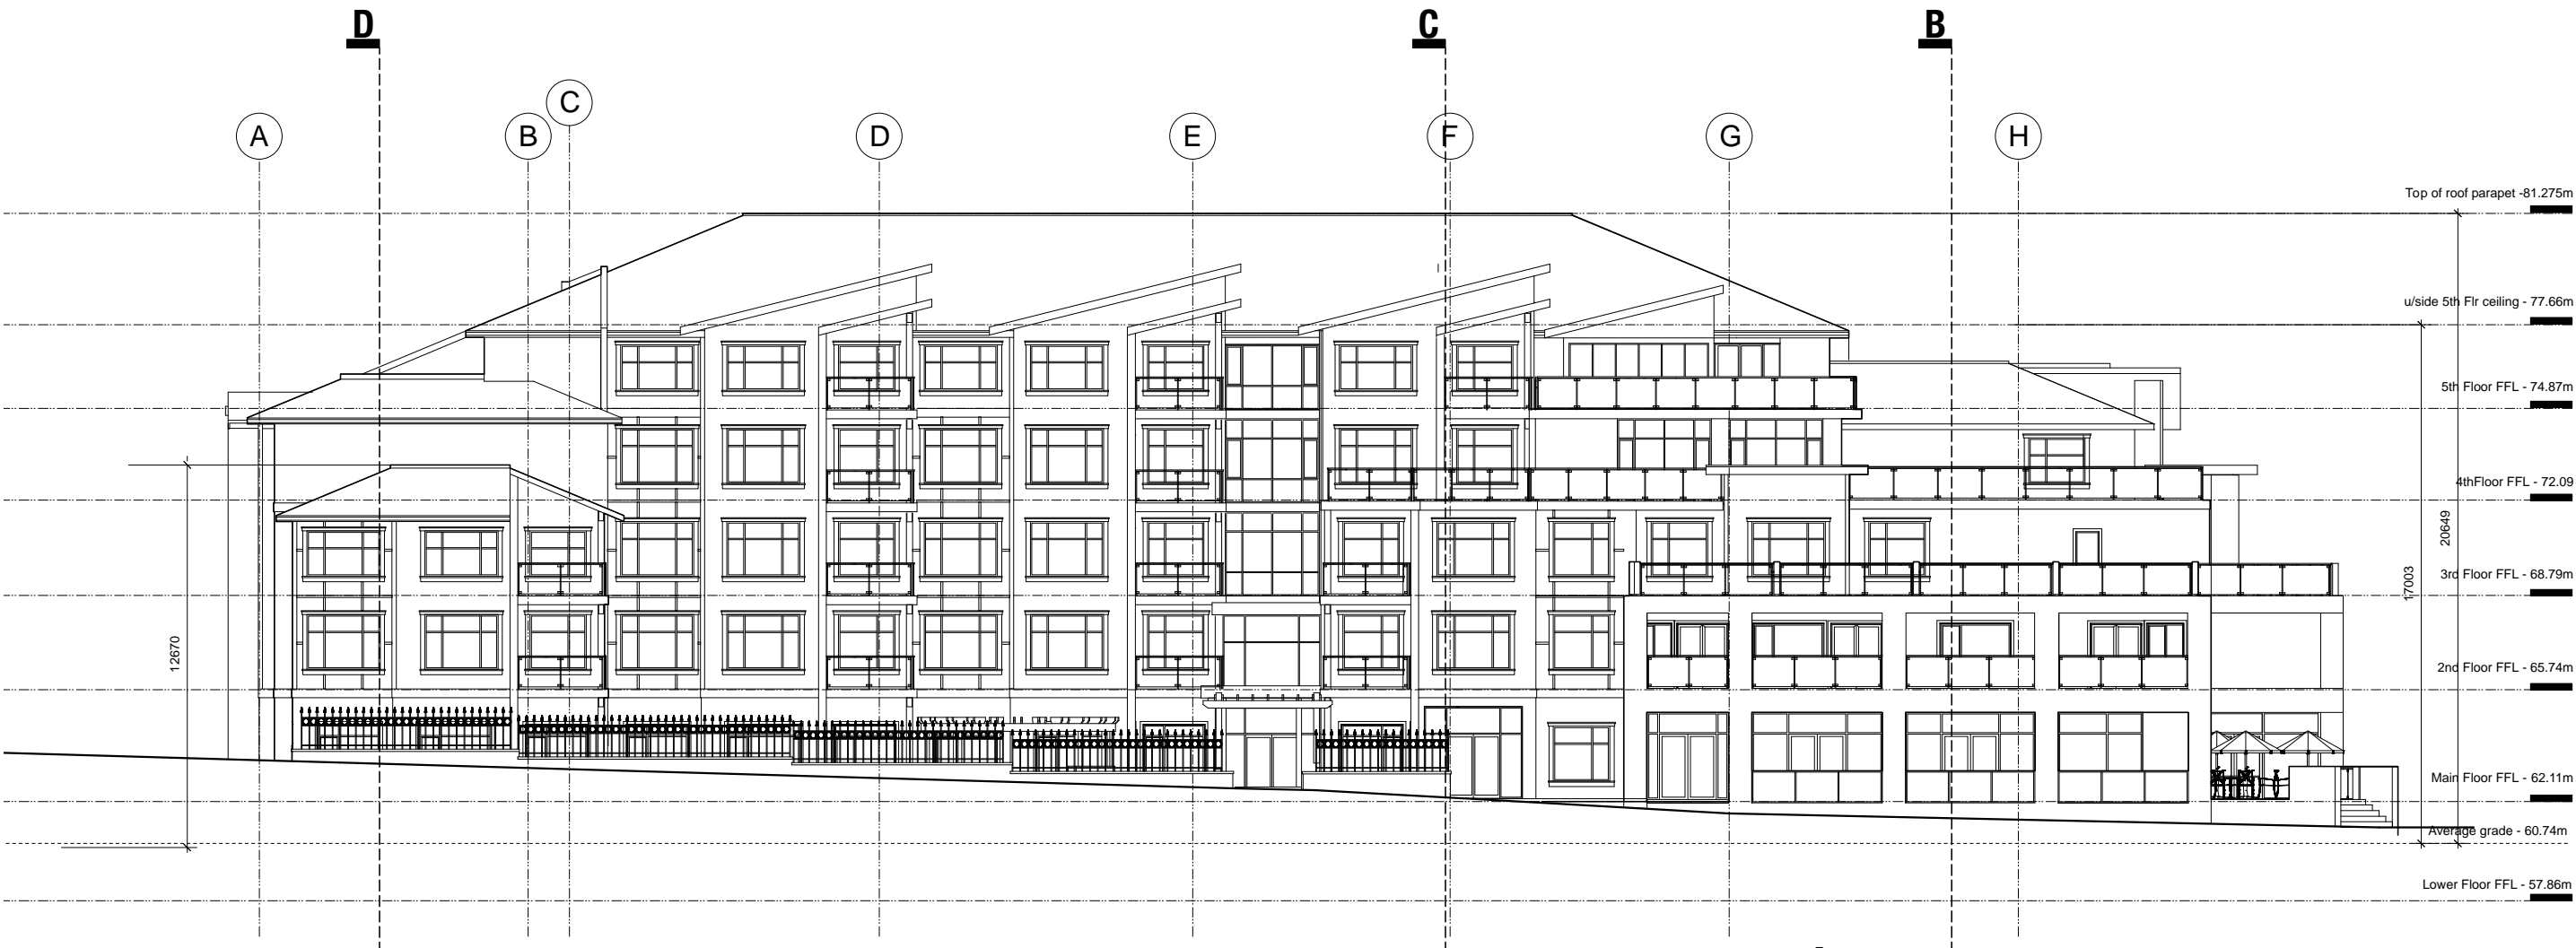 D
C
B
C
A
B
D
E
F
G
H
Top of roof parapet -81.275m
u/side 5th Flr ceiling - 77.66m
5th Floor FFL - 74.87m
4thFloor FFL - 72.09
20649
3rd Floor FFL - 68.79m
17003
12670
2nd Floor FFL - 65.74m
Main Floor FFL - 62.11m
Average grade - 60.74m
Lower Floor FFL - 57.86m